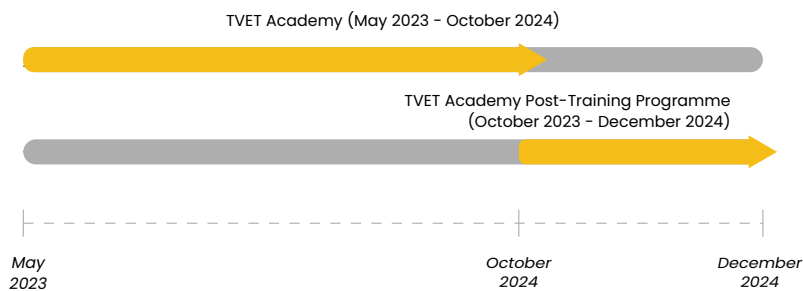 TVET Academy (May 2023 - October 2024)
TVET Academy Post-Training Programme
(October 2023 - December 2024)
May
2023
October
2024
December
2024